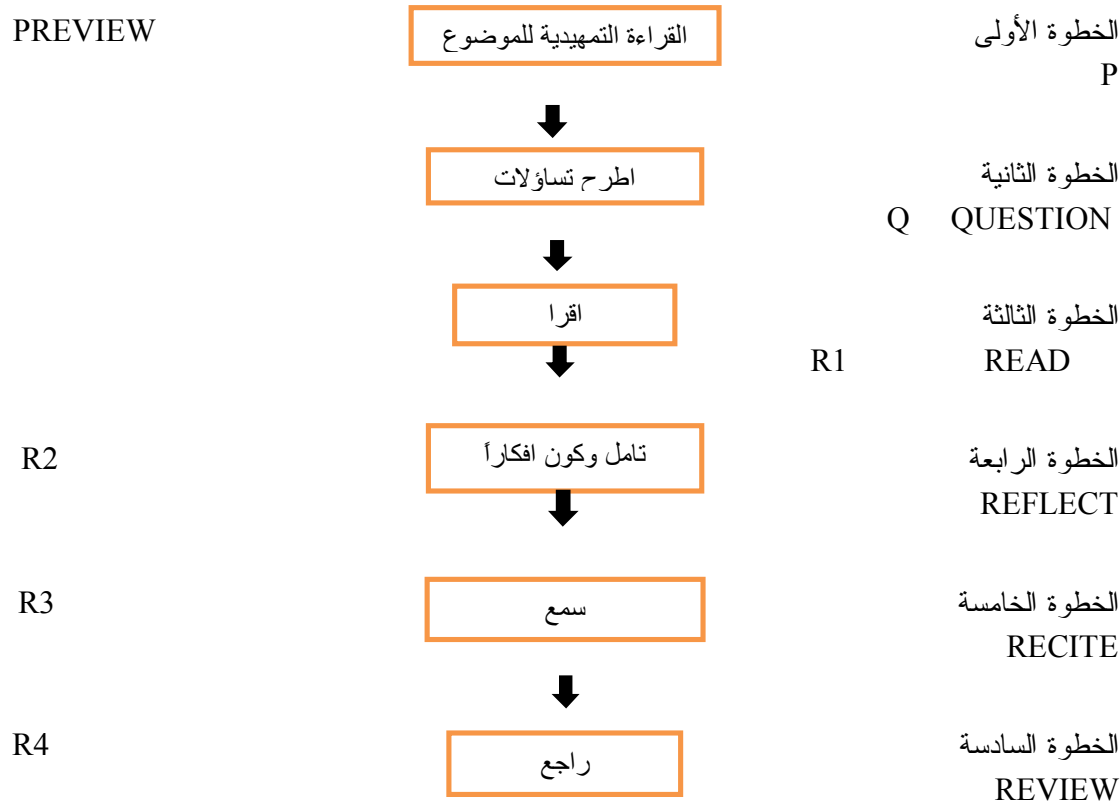 الخطوة الأولى القراءة التمهيدية للموضوع PREVIEW
P
الخطوة الثانية اطرح تساؤلات
Q QUESTION
الخطوة الثالثة اقرا
R1 READ
الخطوة الرابعة تامل وكون افكاراً R2
REFLECT
الخطوة الخامسة سمع R3
RECITE
الخطوة السادسة راجع R4
REVIEW